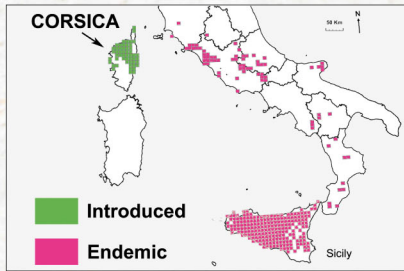 CORSICA
50 Km
N
Introduced
Endemic
Sicily